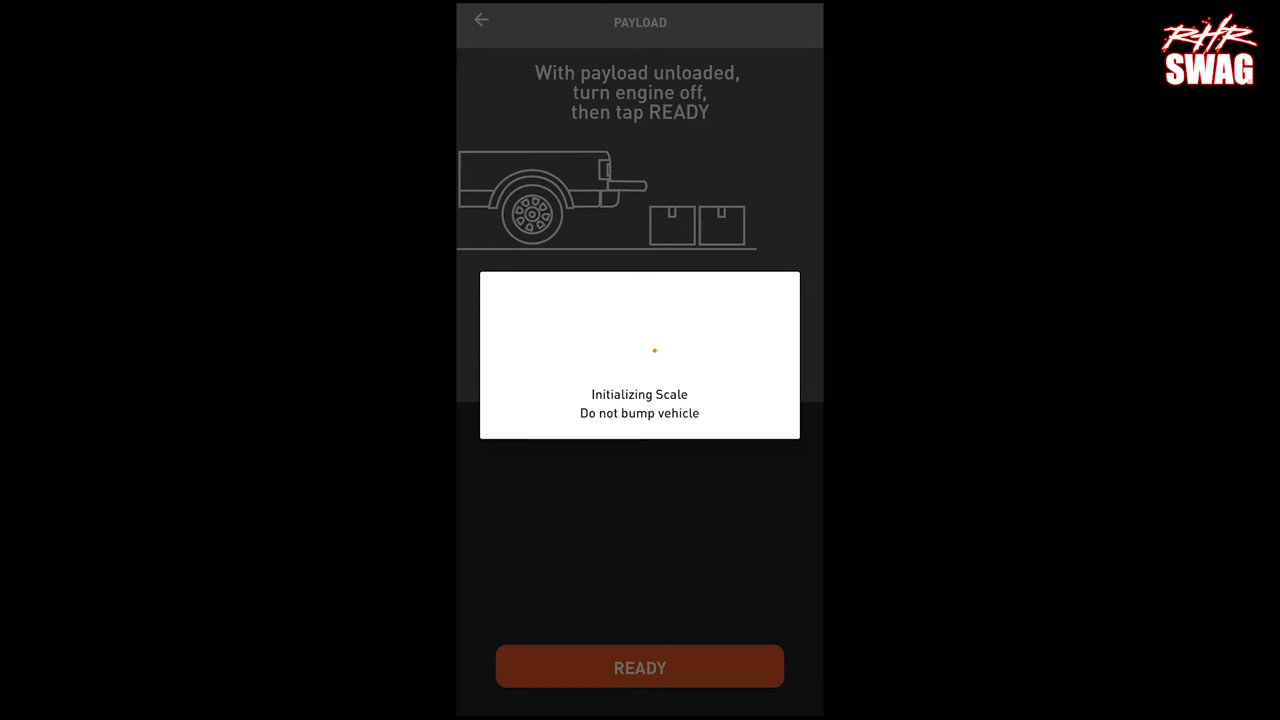 PAYLOAD
With payload unloaded,
turn engine off,
then tap READY
Initializing Scale
Do not bump vehicle
READY
RHR
SWAG